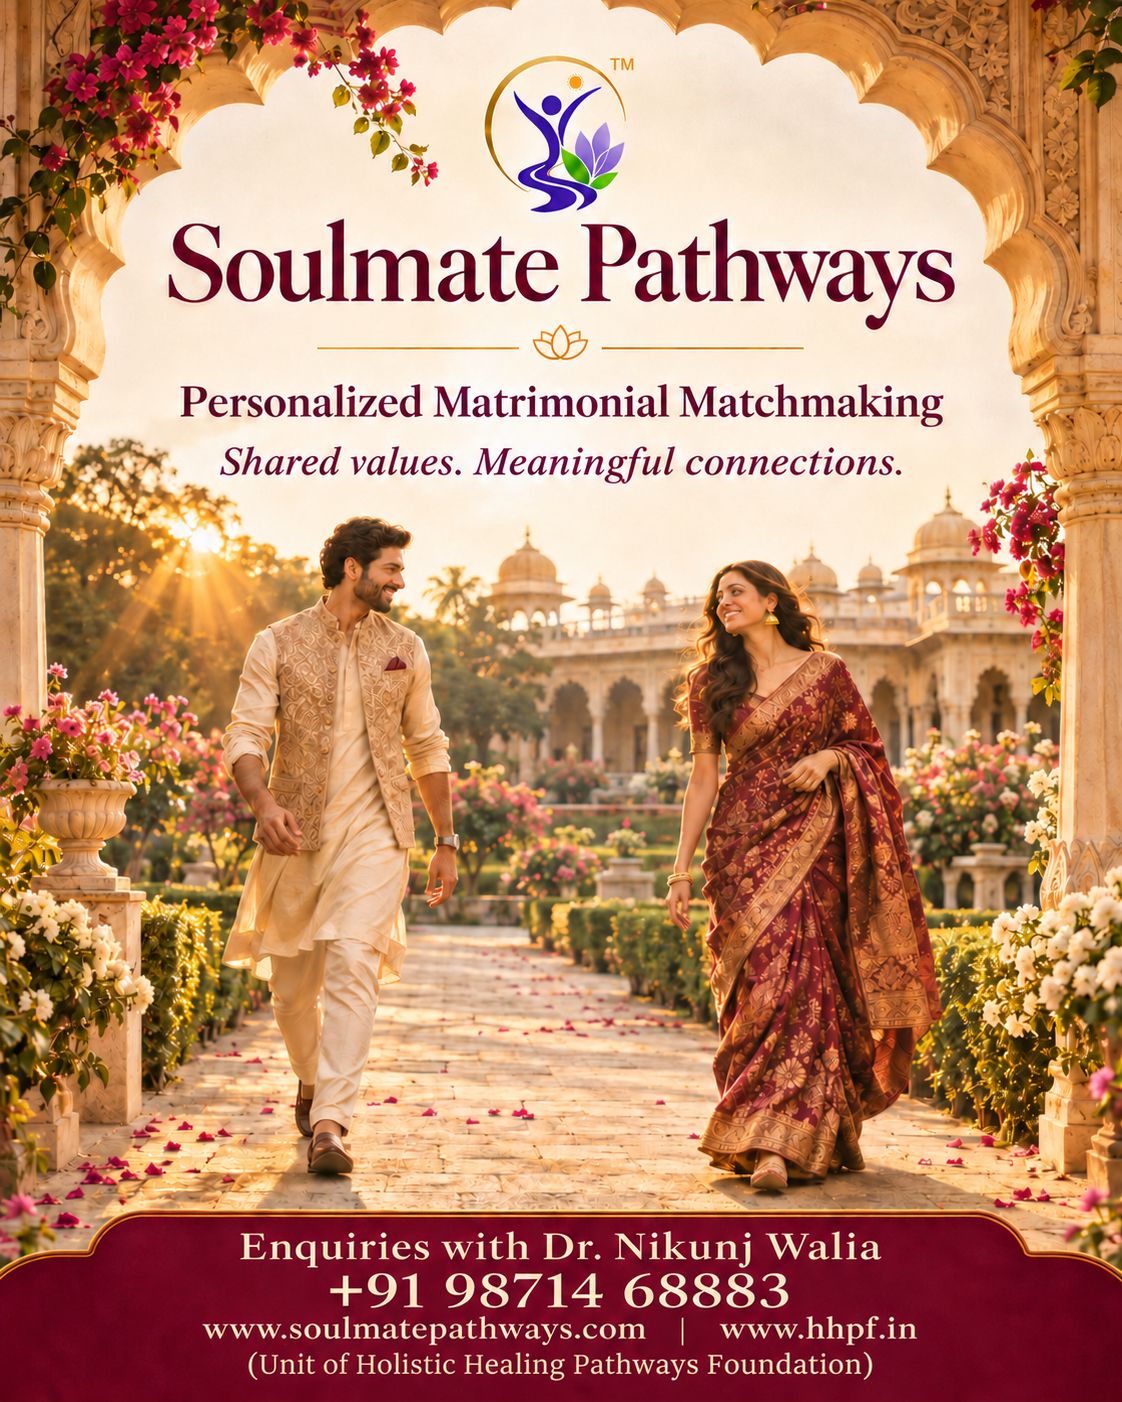 TM
Soulmate Pathways
Personalized Matrimonial Matchmaking
Shared values. Meaningful connections.
Enquiries with Dr. Nikunj Walia
+91 98714 68883
www.soulmatepathways.com | www.hhpf.in
(Unit of Holistic Healing Pathways Foundation)